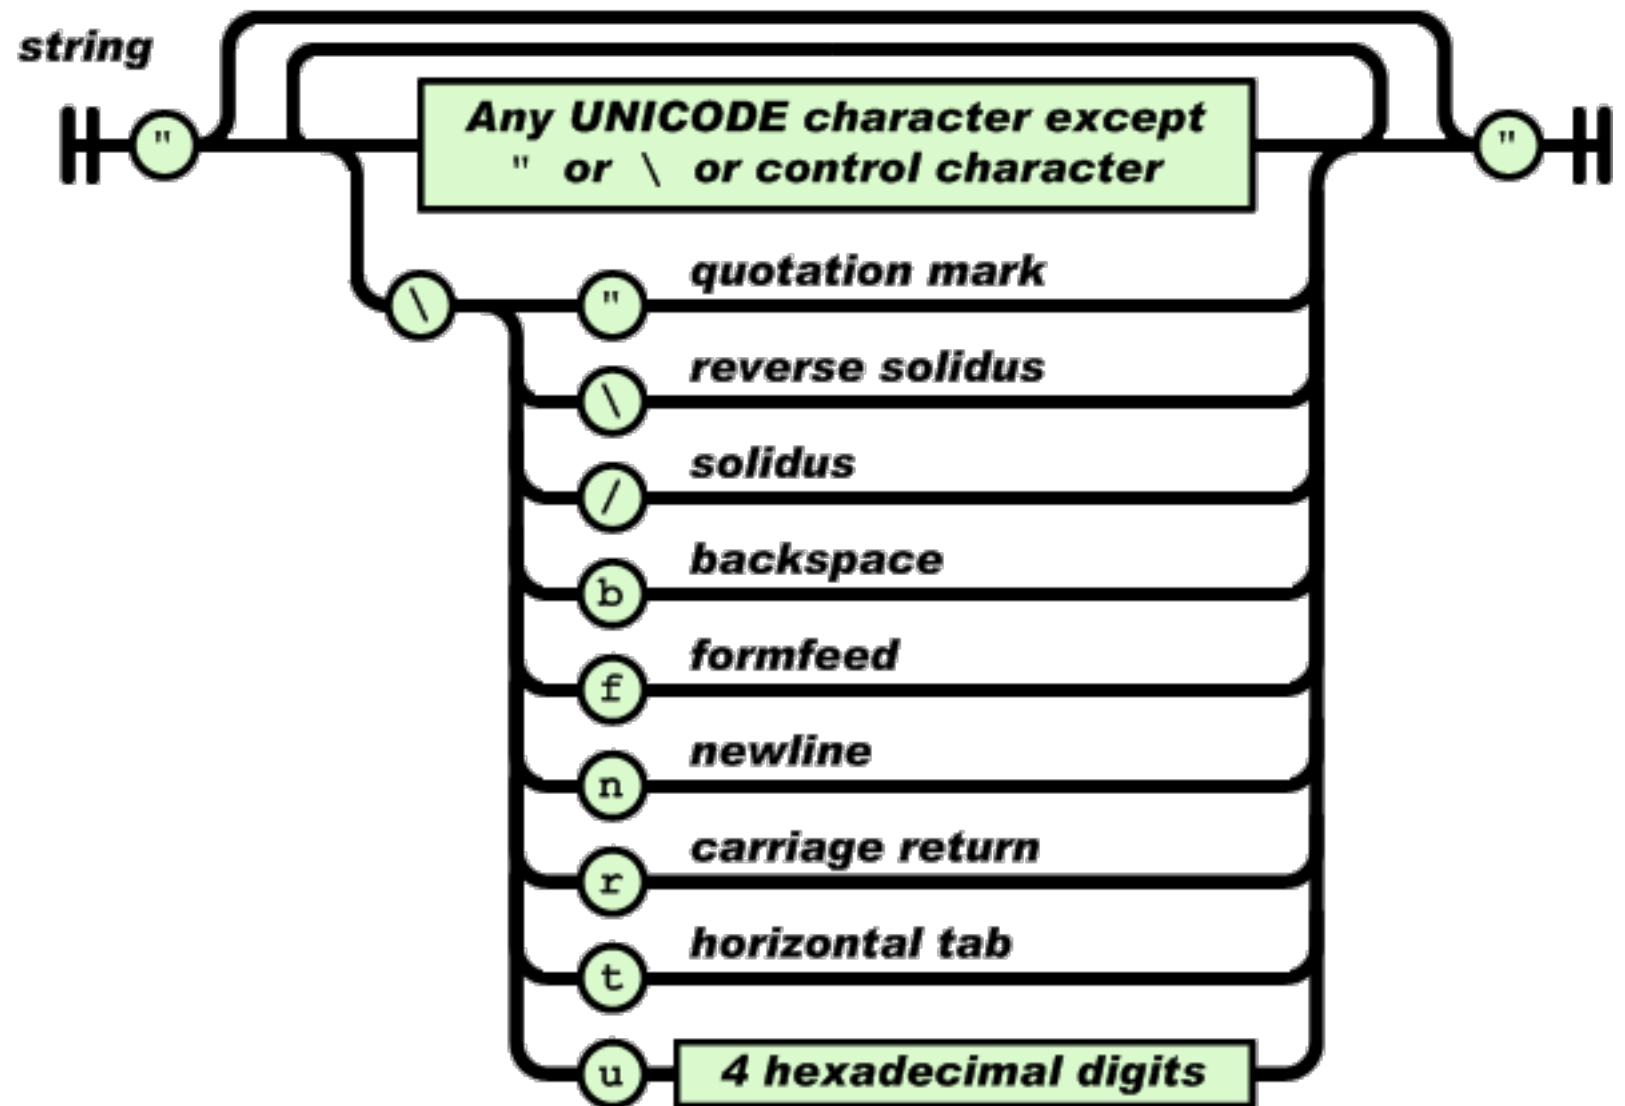 string
"
Any UNICODE character except
" or \ or control character
"
\
" quotation mark
\ reverse solidus
/ solidus
b backspace
f formfeed
n newline
r carriage return
t horizontal tab
u 4 hexadecimal digits